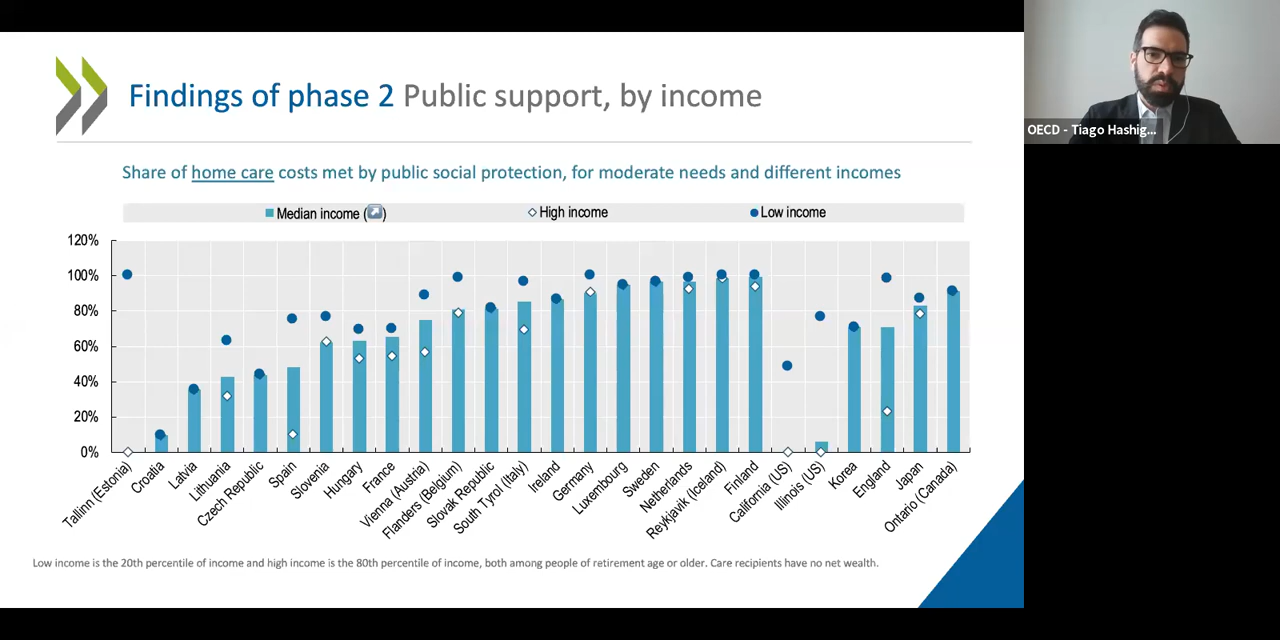 Findings of phase 2 Public support, by income
OECD - Tiago Hashig...
Share of home care costs met by public social protection, for moderate needs and different incomes
Median income (↗)
High income
Low income
120%
100%
80%
60%
40%
20%
0%
Tallinn (Estonia)
Croatia
Latvia
Lithuania
Czech Republic
Spain
Slovenia
Hungary
France
Vienna (Austria)
Flanders (Belgium)
Slovak Republic
South Tyrol (Italy)
Ireland
Germany
Luxembourg
Sweden
Netherlands
Reykjavik (Iceland)
Finland
California (US)
Illinois (US)
Korea
England
Japan
Ontario (Canada)
Low income is the 20th percentile of income and high income is the 80th percentile of income, both among people of retirement age or older. Care recipients have no net wealth.